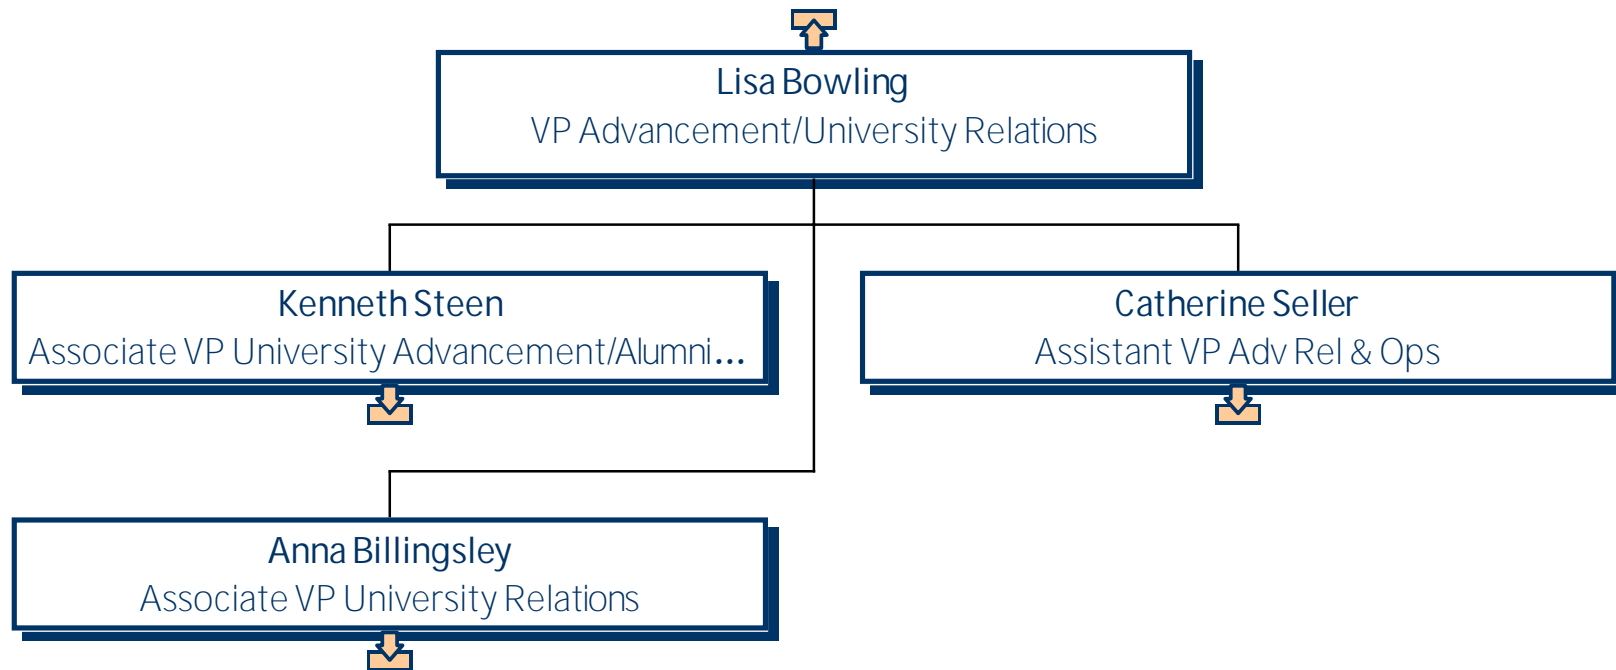 Lisa Bowling
VP Advancement/University Relations
Kenneth Steen
Associate VP University Advancement/Alumni...
Catherine Seller
Assistant VP Adv Rel & Ops
Anna Billingsley
Associate VP University Relations